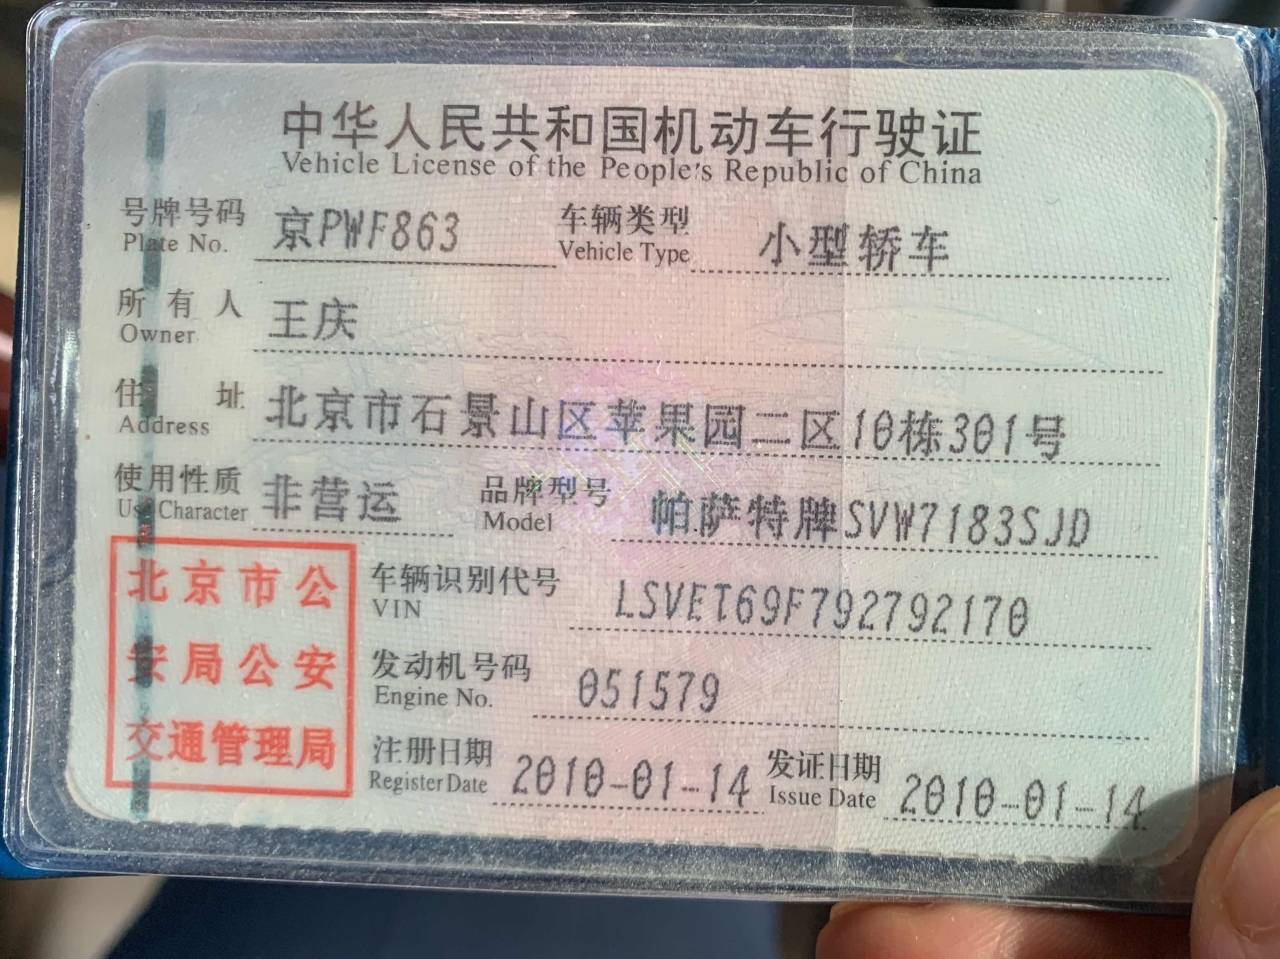 中华人民共和国机动车行驶证
Vehicle License of the People's Republic of China
号牌号码 京PWF863 车辆类型 小型轿车
Plate No. Vehicle Type
所有人 王庆
Owner
住址 北京市石景山区苹果园二区10栋301号
Address
使用性质 非营运 品牌型号 帕萨特牌SVW7183SJD
Use Character Model
北京市公
安局公安
交通管理局
车辆识别代号 LSVET69F792792170
VIN
发动机号码 051579
Engine No.
注册日期 2010-01-14 发证日期 2010-01-14
Register Date Issue Date